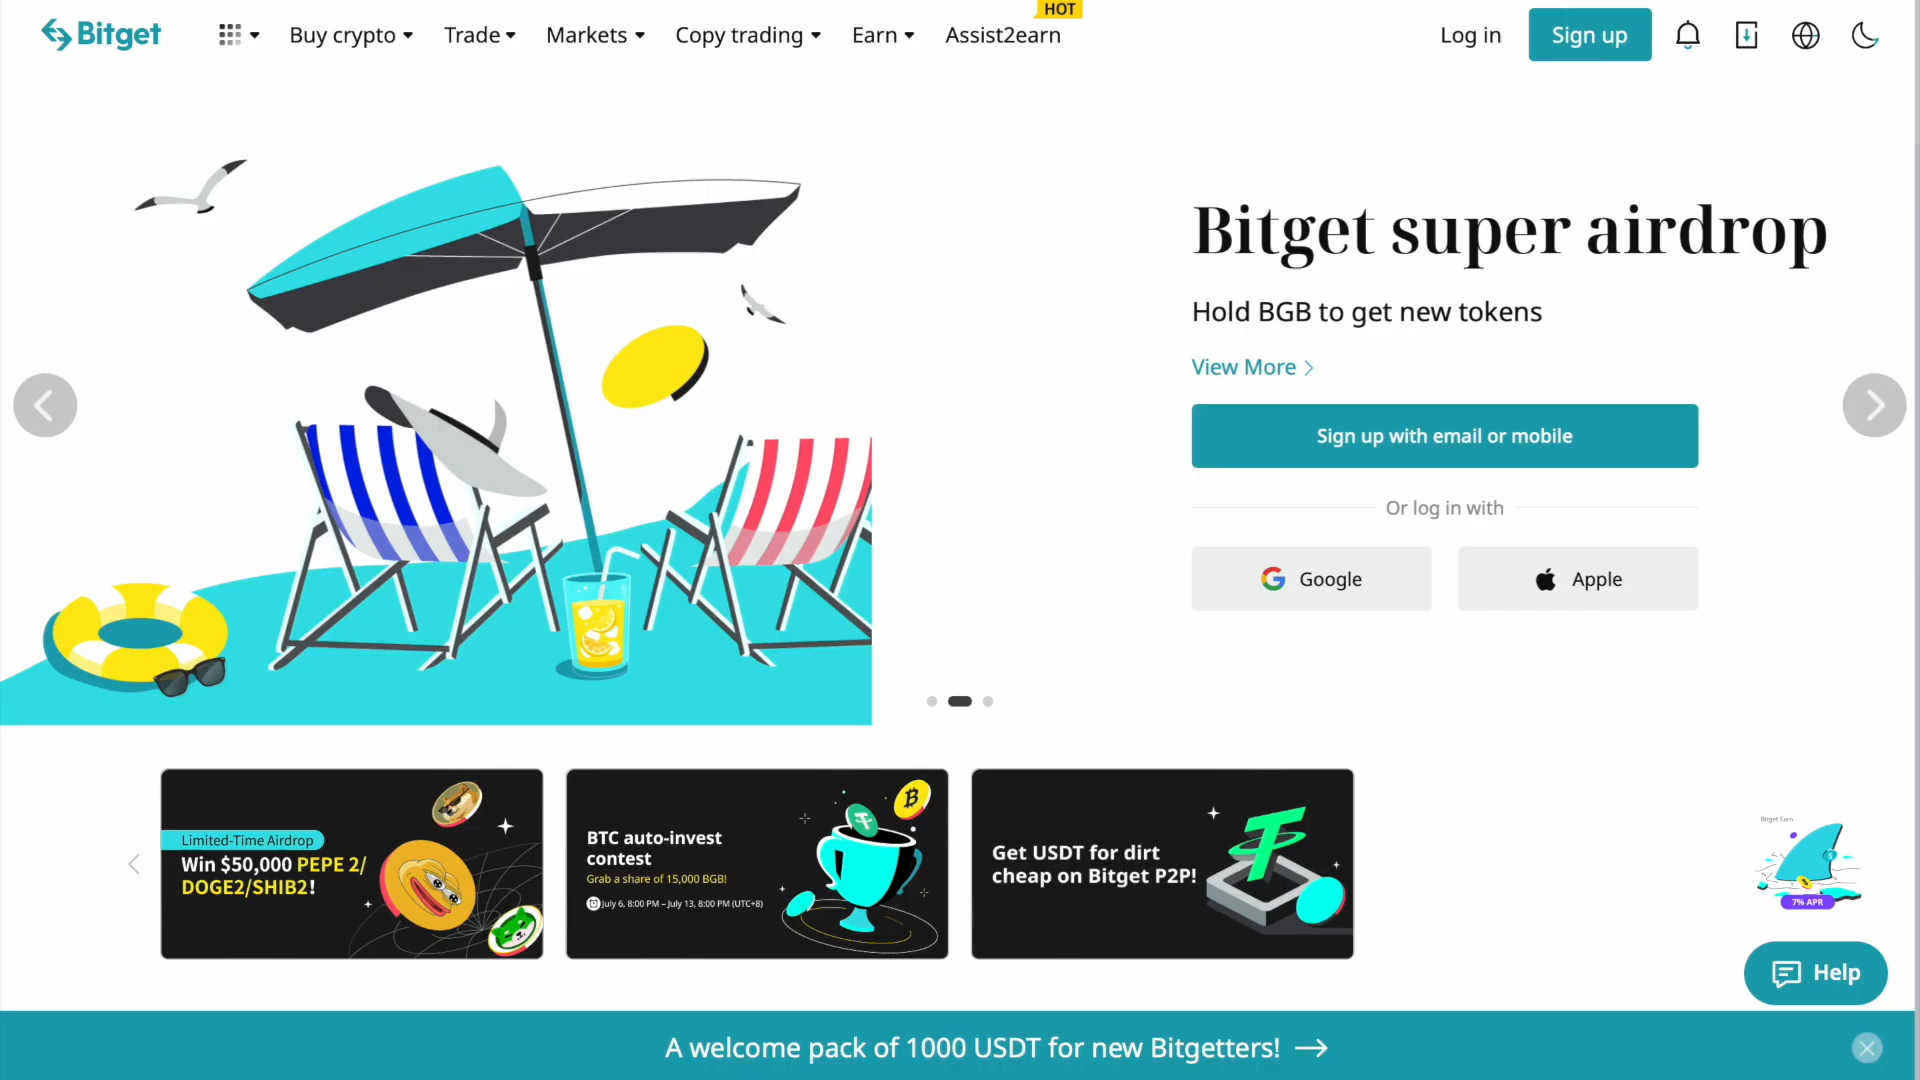 HOT
Bitget
Buy crypto
Trade
Markets
Copy trading
Earn
Assist2earn
Log in
Sign up
Bitget super airdrop
Hold BGB to get new tokens
View More
Sign up with email or mobile
Or log in with
Google
Apple
Limited-Time Airdrop
Win $50,000 PEPE 2/
DOGE2/SHIB2!
BTC auto-invest
contest
Grab a share of 15,000 BGB!
July 6, 8:00 PM – July 13, 8:00 PM (UTC+8)
Get USDT for dirt
cheap on Bitget P2P!
Bitget Earn
7% APR
Help
A welcome pack of 1000 USDT for new Bitgetters!